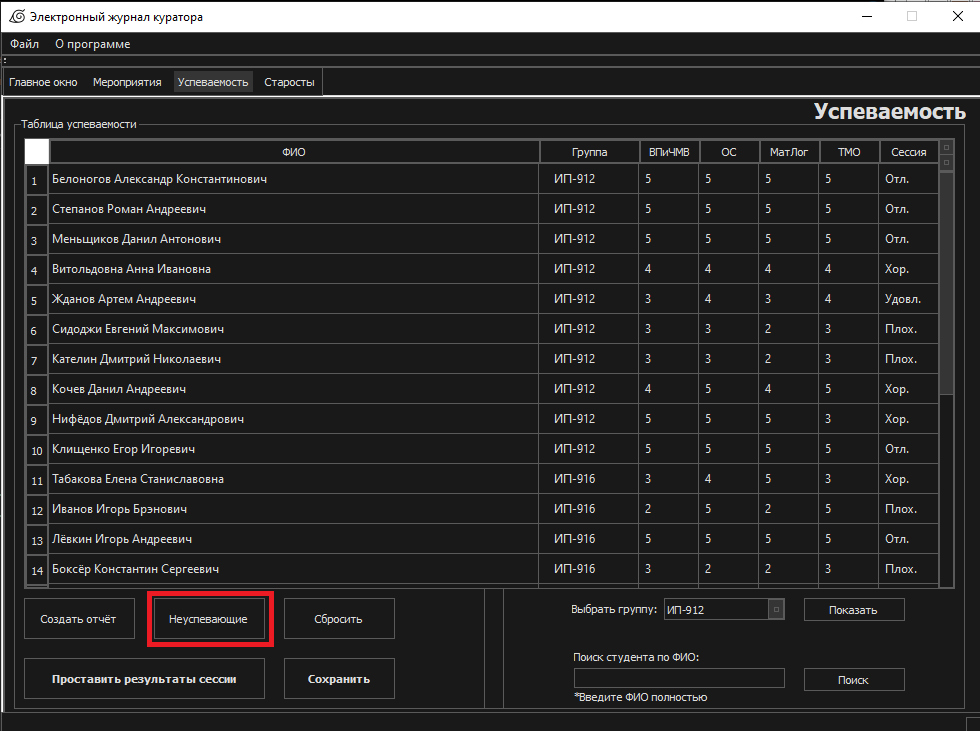 Электронный журнал куратора
Файл О программе
Главное окно Мероприятия Успеваемость Старосты
Успеваемость
Таблица успеваемости
ФИО Группа ВПиЧМВ ОС МатЛог ТМО Сессия
1 Белоногов Александр Константинович ИП-912 5 5 5 5 Отл.
2 Степанов Роман Андреевич ИП-912 5 5 5 5 Отл.
3 Меньщиков Данил Антонович ИП-912 5 5 5 5 Отл.
4 Витольдовна Анна Ивановна ИП-912 4 4 4 4 Хор.
5 Жданов Артем Андреевич ИП-912 3 4 3 4 Удовл.
6 Сидоджи Евгений Максимович ИП-912 3 3 2 3 Плох.
7 Кателин Дмитрий Николаевич ИП-912 3 3 2 3 Плох.
8 Кочев Данил Андреевич ИП-912 4 5 4 5 Хор.
9 Нифёдов Дмитрий Александрович ИП-912 5 5 5 3 Хор.
10 Клищенко Егор Игоревич ИП-912 5 5 5 5 Отл.
11 Табакова Елена Станиславовна ИП-916 3 4 5 3 Хор.
12 Иванов Игорь Брэнович ИП-916 2 5 2 5 Плох.
13 Лёвкин Игорь Андреевич ИП-916 5 5 5 5 Отл.
14 Боксёр Константин Сергеевич ИП-916 3 2 2 3 Плох.
Создать отчёт Неуспевающие Сбросить
Выбрать группу: ИП-912 Показать
Проставить результаты сессии Сохранить
Поиск студента по ФИО:
Поиск
*Введите ФИО полностью